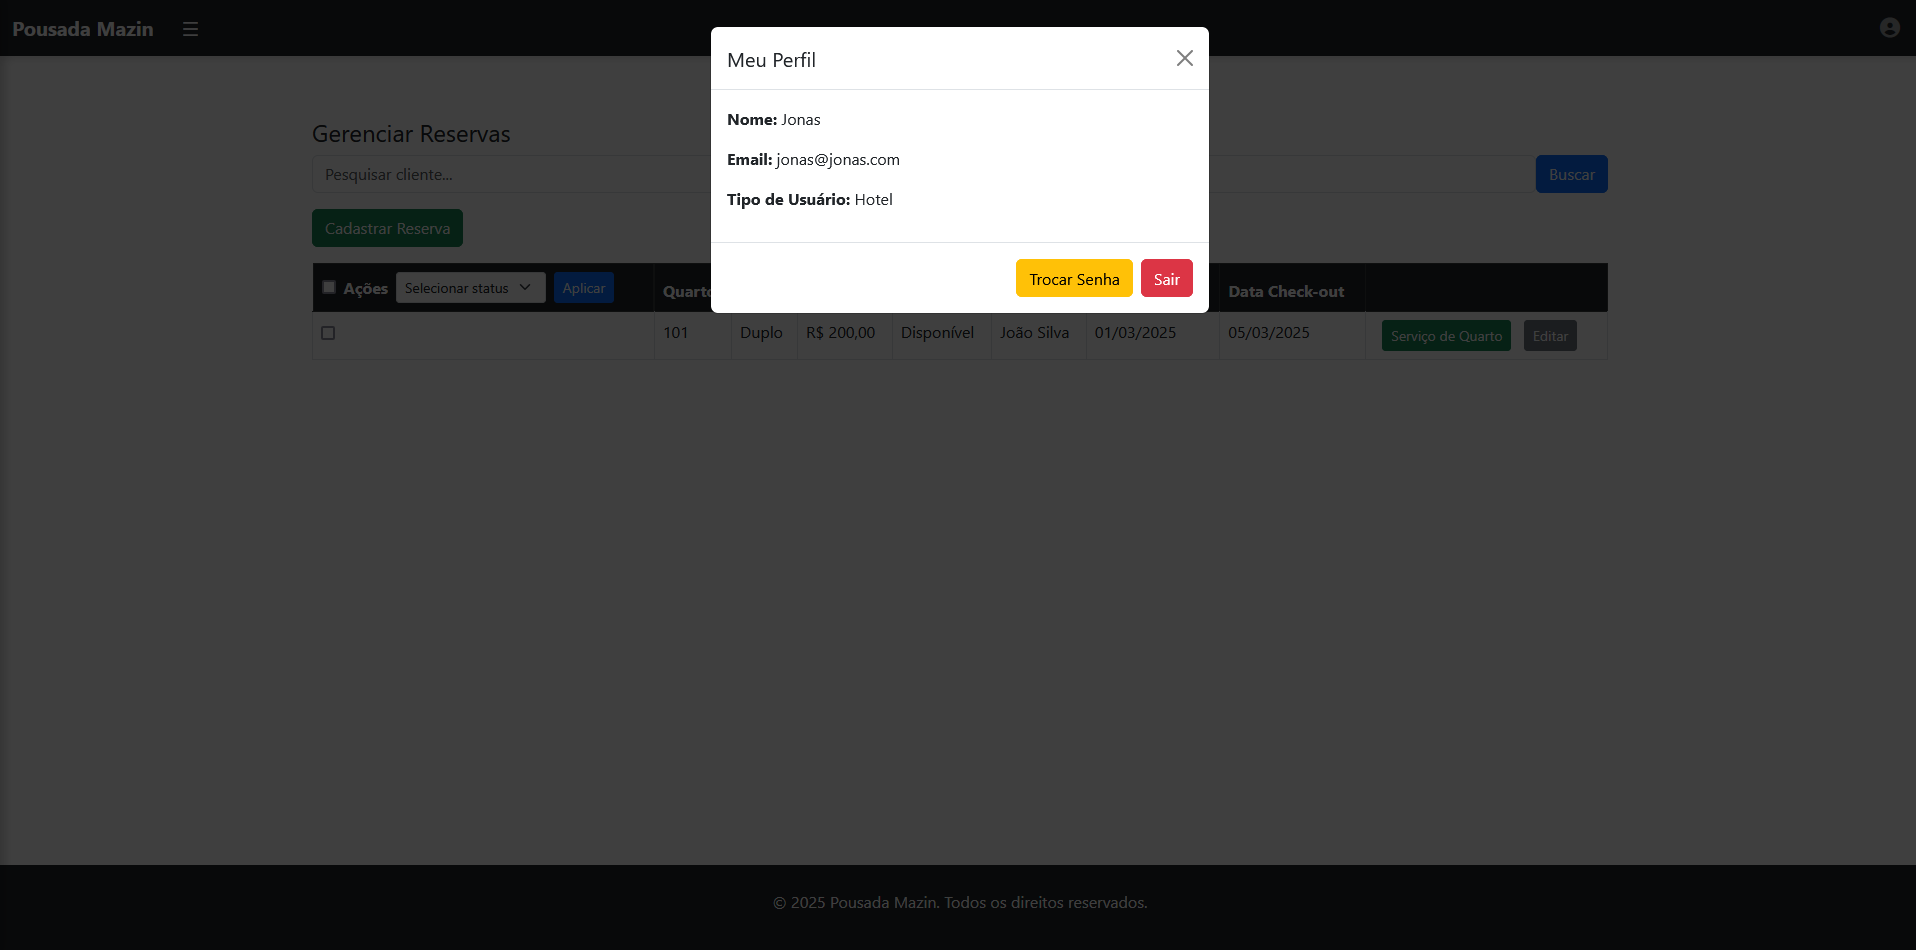 Pousada Mazin
Meu Perfil
Nome: Jonas
Email: jonas@jonas.com
Tipo de Usuário: Hotel
Trocar Senha Sair
Gerenciar Reservas
Pesquisar cliente... Buscar
Cadastrar Reserva
Ações Selecionar status Aplicar Quarto Data Check-out
101 Duplo R$ 200,00 Disponível João Silva 01/03/2025 05/03/2025 Serviço de Quarto Editar
© 2025 Pousada Mazin. Todos os direitos reservados.